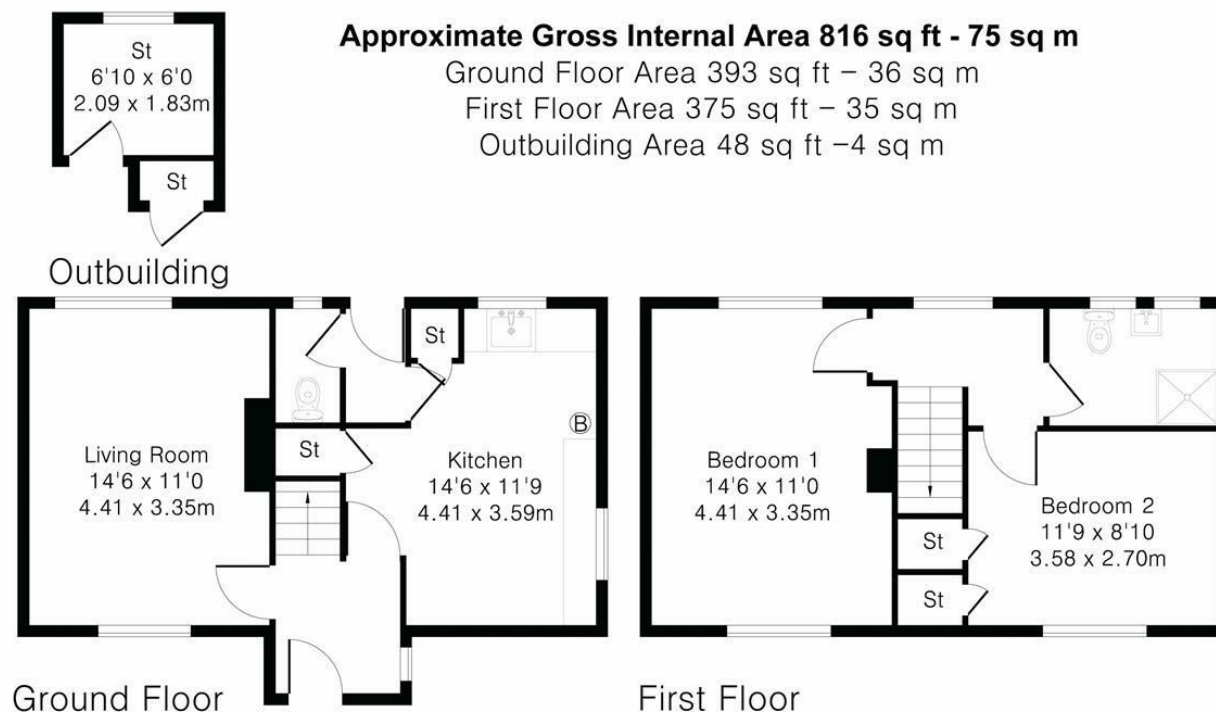 Approximate Gross Internal Area 816 sq ft - 75 sq m
Ground Floor Area 393 sq ft – 36 sq m
First Floor Area 375 sq ft – 35 sq m
Outbuilding Area 48 sq ft –4 sq m
St
6'10 x 6'0
2.09 x 1.83m
St
Outbuilding
St
St
B
Living Room
14'6 x 11'0
4.41 x 3.35m
Kitchen
14'6 x 11'9
4.41 x 3.59m
Ground Floor
Bedroom 1
14'6 x 11'0
4.41 x 3.35m
Bedroom 2
11'9 x 8'10
3.58 x 2.70m
St
St
First Floor